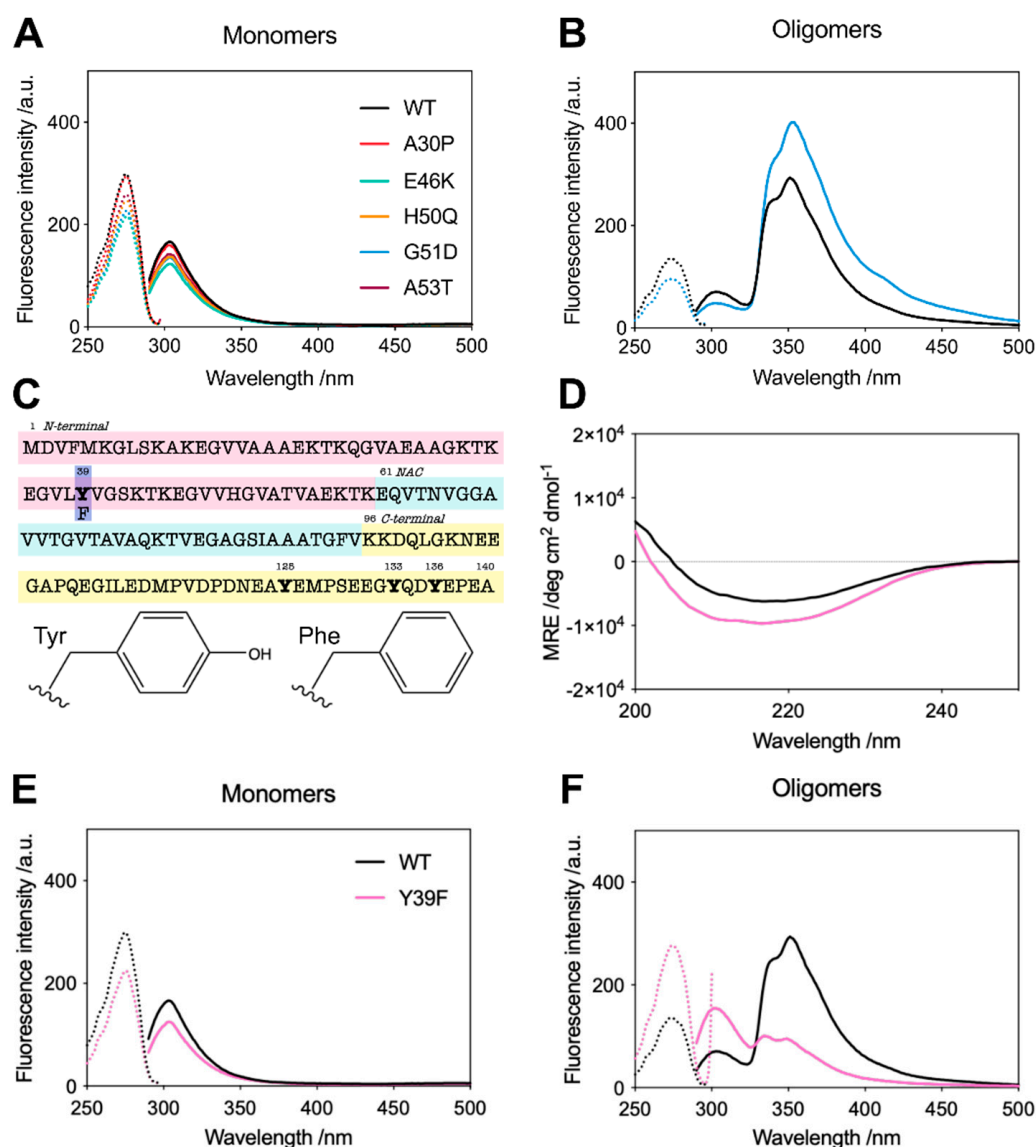 A Monomers
Fluorescence intensity /a.u.
400
200
0
250 300 350 400 450 500
Wavelength /nm
WT
A30P
E46K
H50Q
G51D
A53T
B Oligomers
Fluorescence intensity /a.u.
400
200
0
250 300 350 400 450 500
Wavelength /nm
C
1 N-terminal
MDVFMKGLSKAKEGVVAAAEKTKQGVAEAAGKTK
39 61 NAC
EGVLYVGSKTKEGVVHGVATVAEKTKEQVTNVGGA
F 96 C-terminal
VVTGVTAVAQKTVEGAGSIAAATGFVKKDQLGKNEE
125 133 136 140
GAPQEGILEDMPVDPDNEAYEMPSEEGYQDYEPEA
Tyr
OH
Phe
D
MRE /deg cm² dmol⁻¹
2×10⁴
1×10⁴
0
-1×10⁴
-2×10⁴
200 220 240
Wavelength /nm
E Monomers
Fluorescence intensity /a.u.
400
200
0
250 300 350 400 450 500
Wavelength /nm
WT
Y39F
F Oligomers
Fluorescence intensity /a.u.
400
200
0
250 300 350 400 450 500
Wavelength /nm